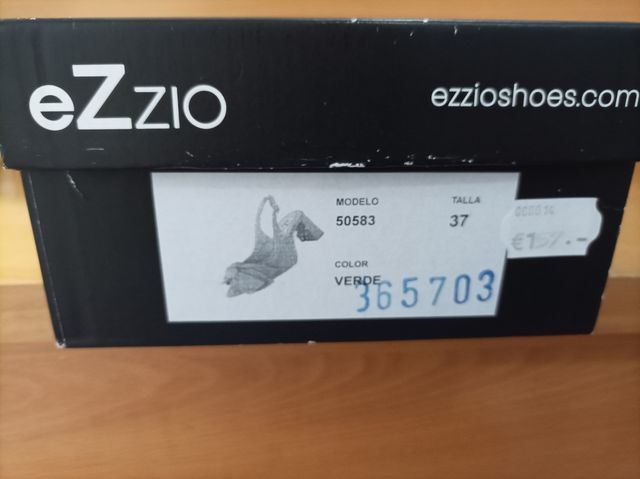 eZzio
ezzioshoes.com
MODELO
50583
TALLA
37
COLOR
VERDE
365703